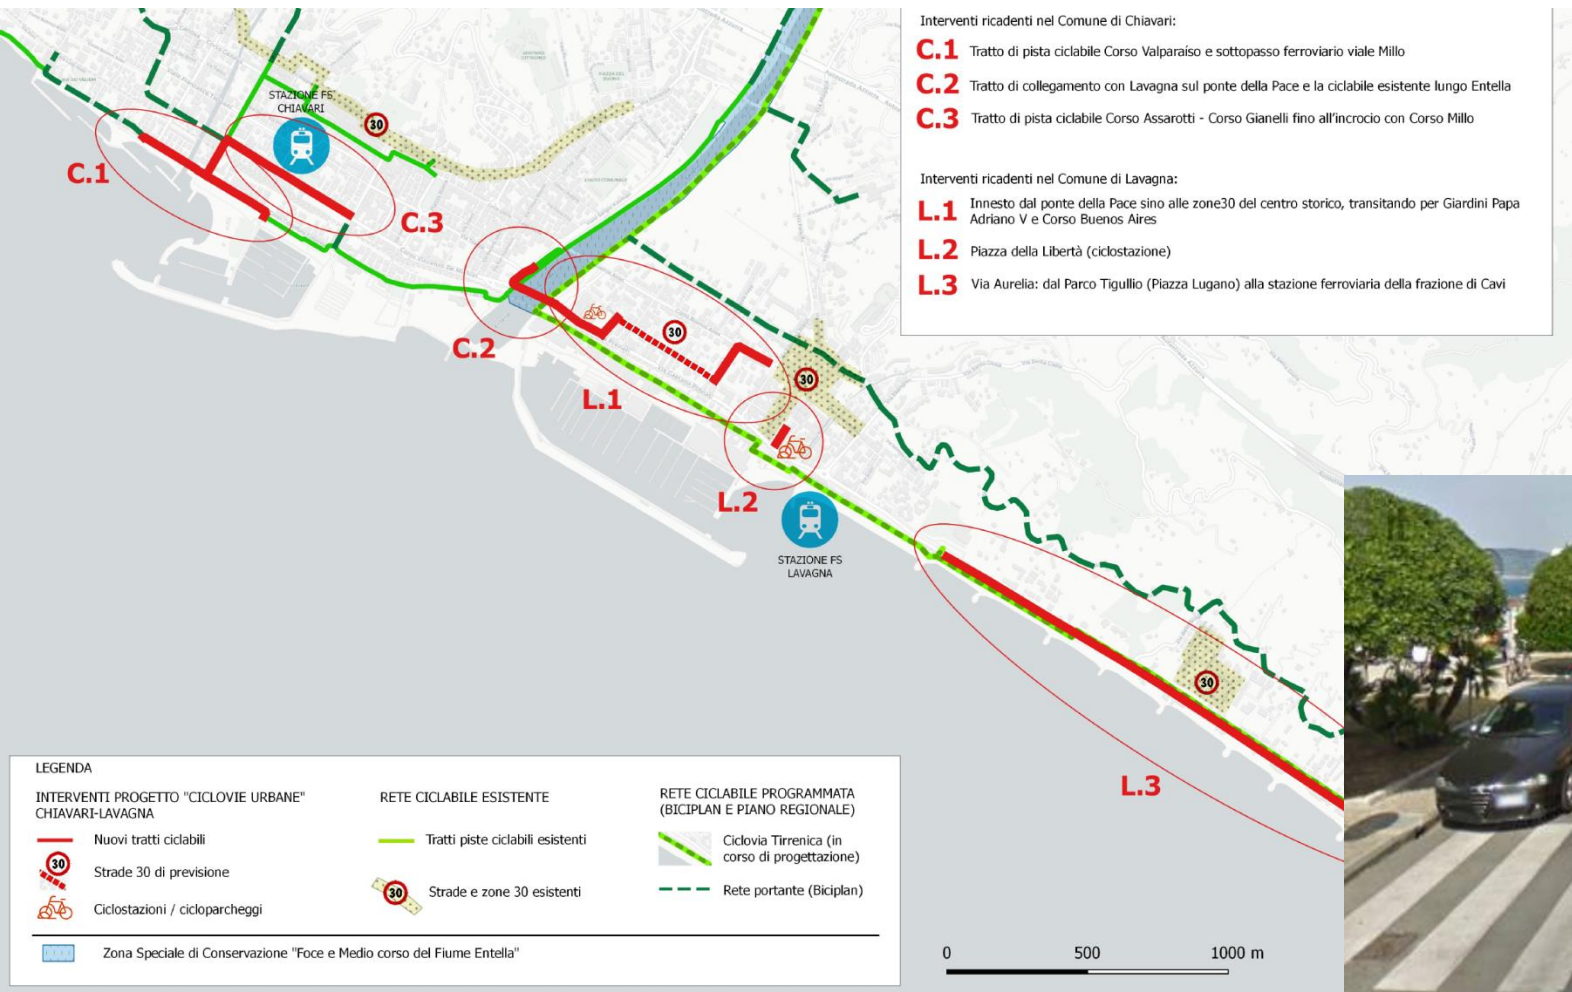 Interventi ricadenti nel Comune di Chiavari:
C.1 Tratto di pista ciclabile Corso Valparaíso e sottopasso ferroviario viale Millo
C.2 Tratto di collegamento con Lavagna sul ponte della Pace e la ciclabile esistente lungo Entella
C.3 Tratto di pista ciclabile Corso Assarotti - Corso Gianelli fino all'incrocio con Corso Millo
Interventi ricadenti nel Comune di Lavagna:
L.1 Innesto dal ponte della Pace sino alle zone30 del centro storico, transitando per Giardini Papa
Adriano V e Corso Buenos Aires
L.2 Piazza della Libertà (ciclostazione)
L.3 Via Aurelia: dal Parco Tigullio (Piazza Lugano) alla stazione ferroviaria della frazione di Cavi
STAZIONE FS
CHIAVARI
30
C.1
C.3
C.2
30
L.1
30
L.2
STAZIONE FS
LAVAGNA
30
L.3
LEGENDA
INTERVENTI PROGETTO "CICLOVIE URBANE"
CHIAVARI-LAVAGNA
Nuovi tratti ciclabili
30
Strade 30 di previsione
Ciclostazioni / cicloparcheggi
RETE CICLABILE ESISTENTE
Tratti piste ciclabili esistenti
30
Strade e zone 30 esistenti
RETE CICLABILE PROGRAMMATA
(BICIPLAN E PIANO REGIONALE)
Ciclovia Tirrenica (in
corso di progettazione)
Rete portante (Biciplan)
Zona Speciale di Conservazione "Foce e Medio corso del Fiume Entella"
0 500 1000 m